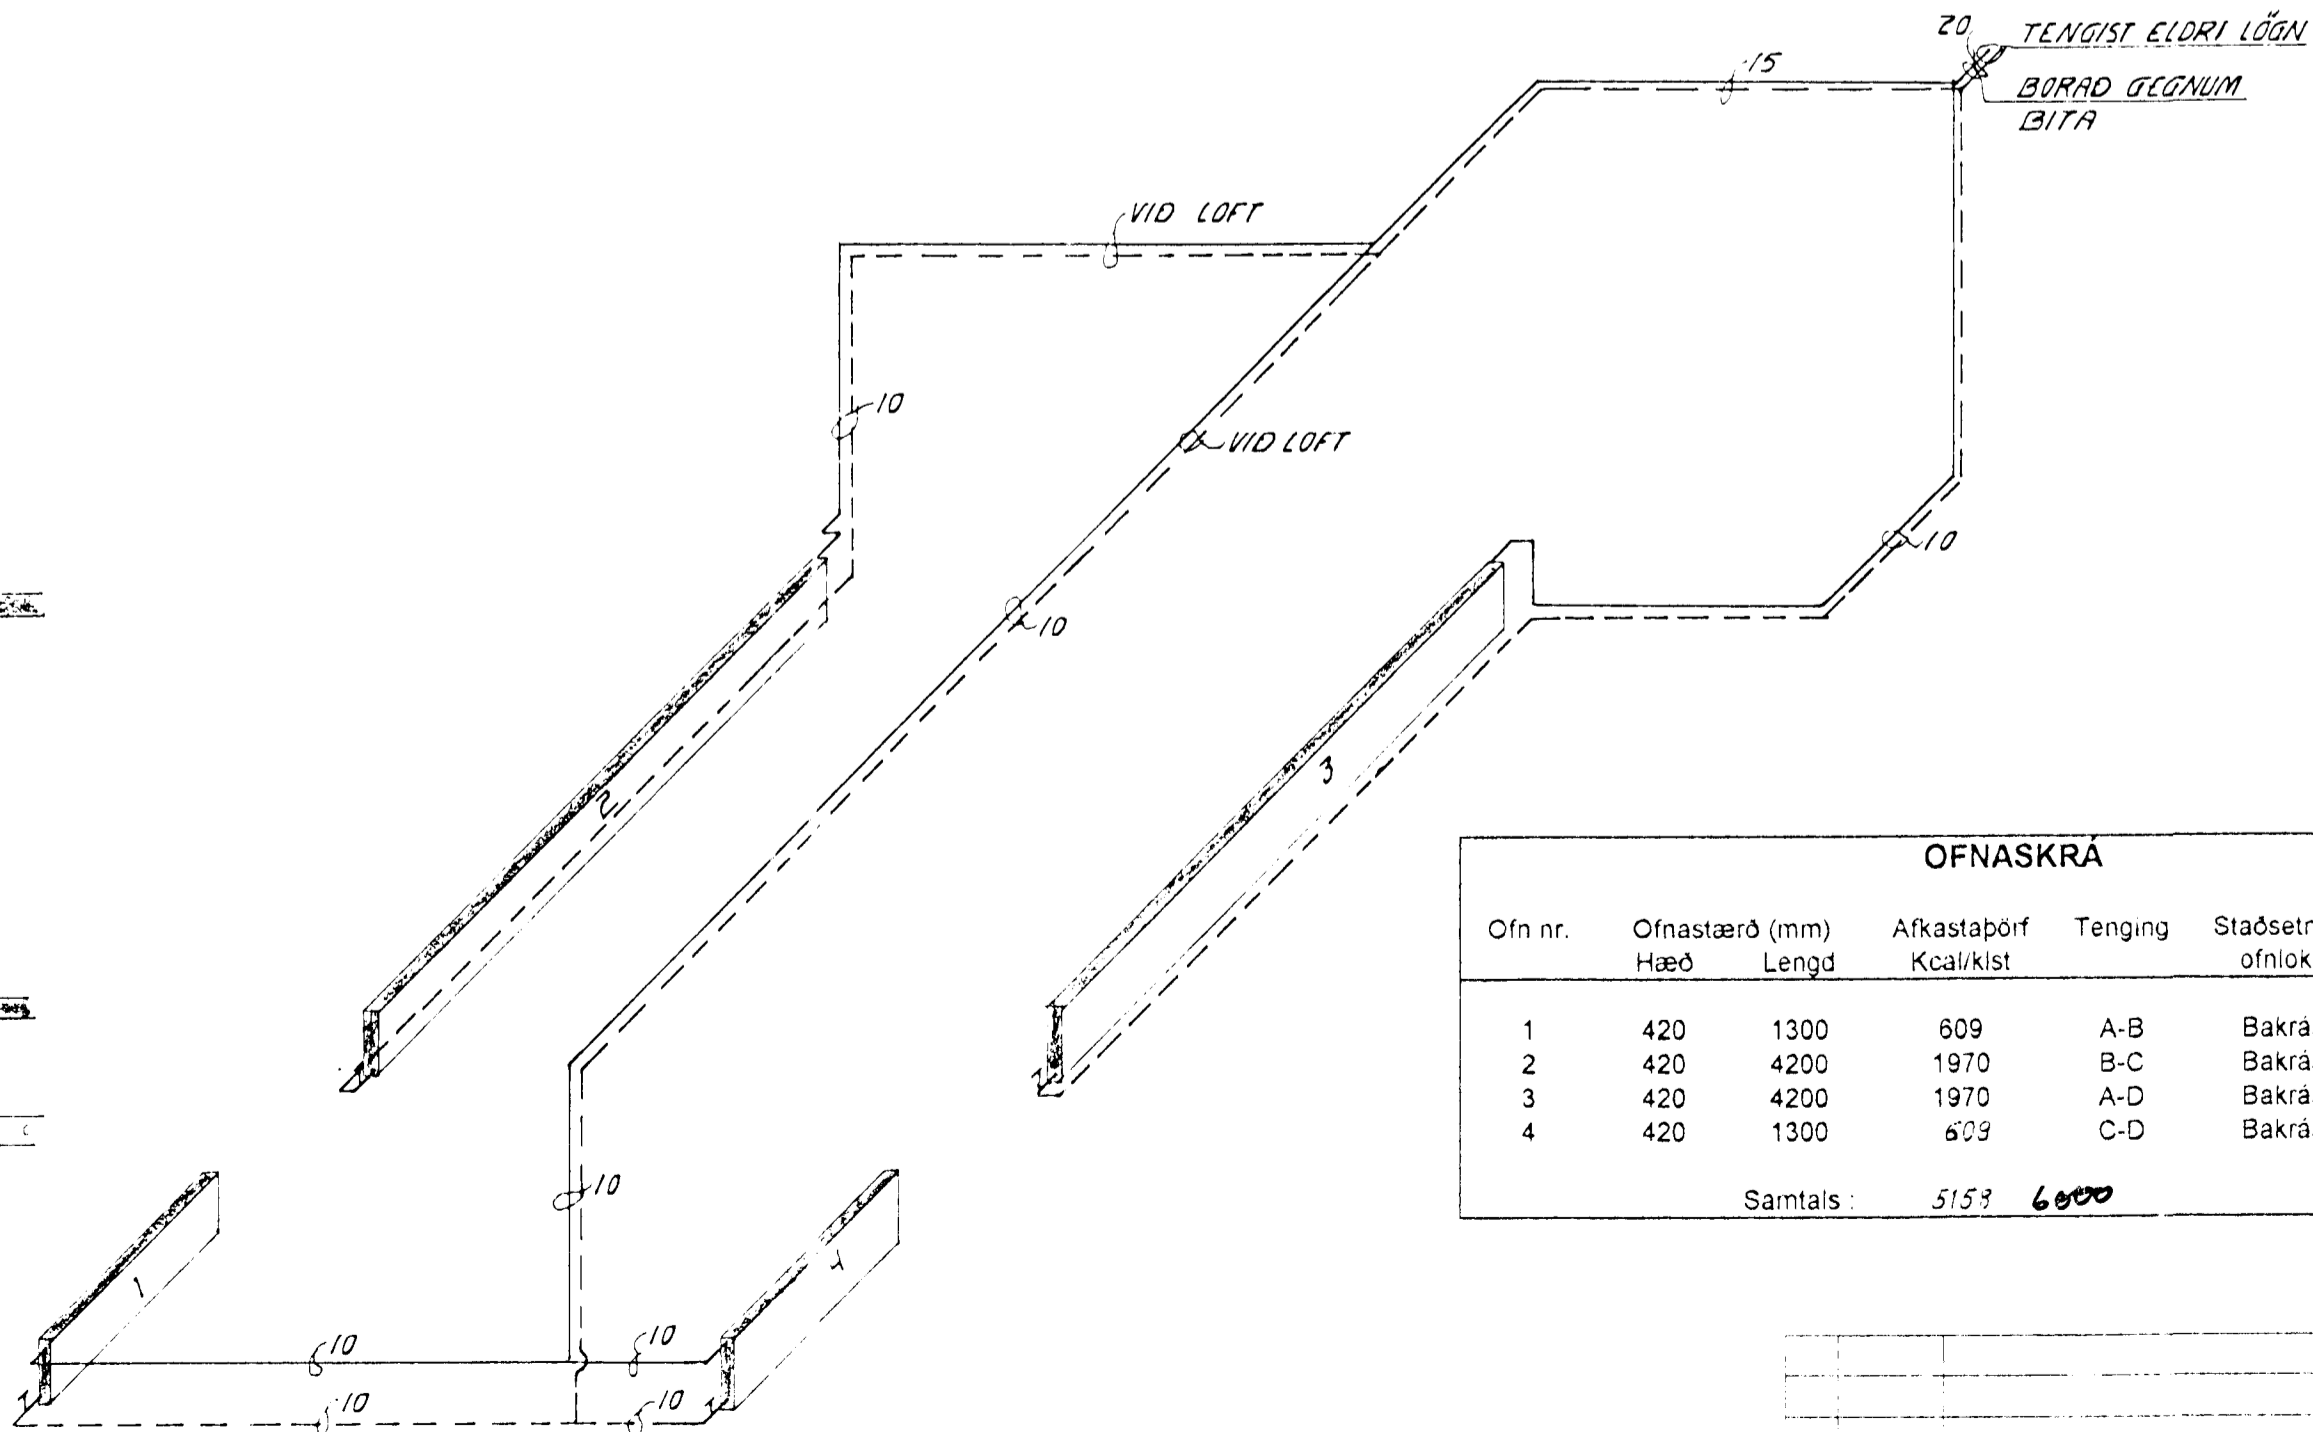 20 TENGIST ELDRI LÖGN
BORAÐ GEGNUM
BITA
15
VIÐ LOFT
10
VIÐ LOFT
10
10
2
3
10
1
4
10
10
10
10
OFNASKRÁ
Ofn nr. Ofnastærð (mm) Afkastaþörf Tenging
Hæð Lengd Kcal/klst
1 420 1300 609 A-B
2 420 4200 1970 B-C
3 420 4200 1970 A-D
4 420 1300 609 C-D
Samtals : 5158 6000